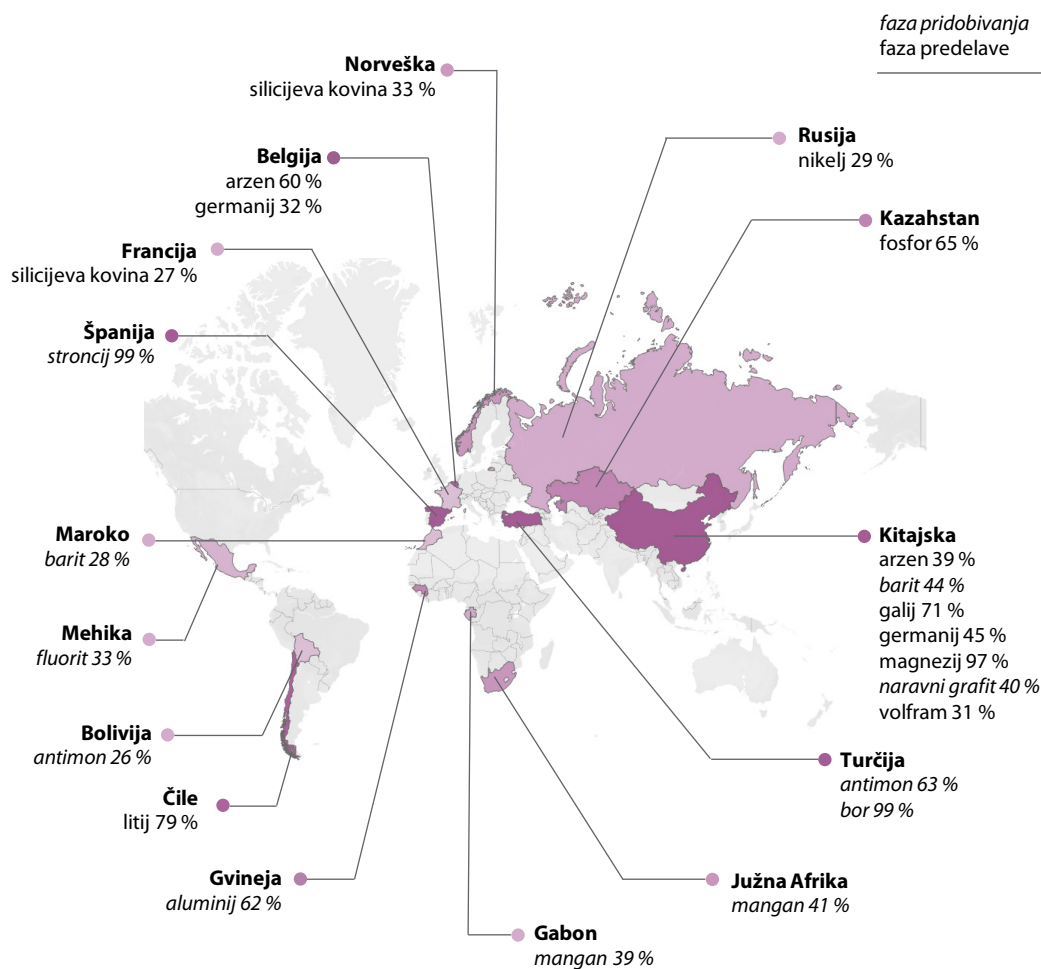 faza pridobivanja
faza predelave
Norveška
silicijeva kovina 33 %
Rusija
nikelj 29 %
Belgija
arzen 60 %
germanij 32 %
Kazahstan
fosfor 65 %
Francija
silicijeva kovina 27 %
Španija
stroncij 99 %
Maroko
barit 28 %
Kitajska
arzen 39 %
barit 44 %
galij 71 %
germanij 45 %
magnezij 97 %
naravni grafit 40 %
volfram 31 %
Mehika
fluorit 33 %
Bolivija
antimon 26 %
Turčija
antimon 63 %
bor 99 %
Čile
litij 79 %
Gvineja
aluminij 62 %
Južna Afrika
mangan 41 %
Gabon
mangan 39 %